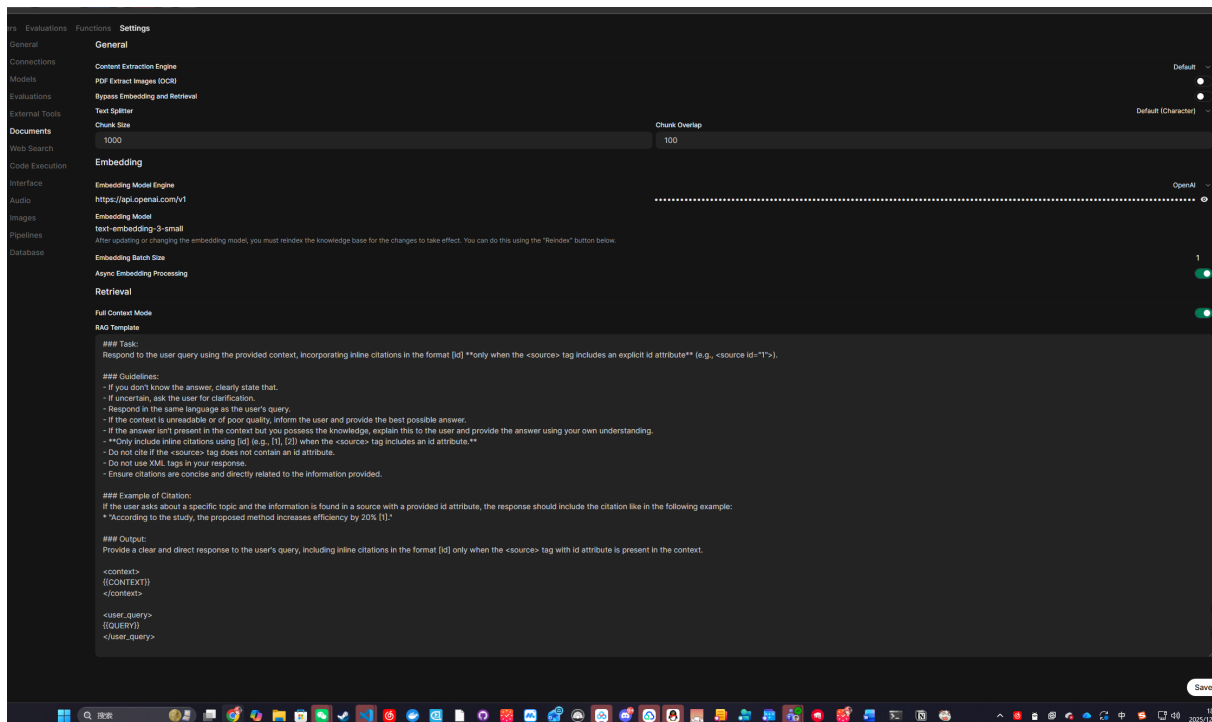 ers Evaluations Functions Settings
General
Connections
Models
Evaluations
External Tools
Documents
Web Search
Code Execution
Interface
Audio
Images
Pipelines
Database
General
Content Extraction Engine Default
PDF Extract Images (OCR)
Bypass Embedding and Retrieval
Text Splitter Default (Character)
Chunk Size Chunk Overlap
1000 100
Embedding
Embedding Model Engine OpenAI
https://api.openai.com/v1
Embedding Model
text-embedding-3-small
After updating or changing the embedding model, you must reindex the knowledge base for the changes to take effect. You can do this using the "Reindex" button below.
Embedding Batch Size 1
Async Embedding Processing
Retrieval
Full Context Mode
RAG Template
### Task:
Respond to the user query using the provided context, incorporating inline citations in the format [id] **only when the <source> tag includes an explicit id attribute** (e.g., <source id="1">).
### Guidelines:
- If you don't know the answer, clearly state that.
- If uncertain, ask the user for clarification.
- Respond in the same language as the user's query.
- If the context is unreadable or of poor quality, inform the user and provide the best possible answer.
- If the answer isn't present in the context but you possess the knowledge, explain this to the user and provide the answer using your own understanding.
- **Only include inline citations using [id] (e.g., [1], [2]) when the <source> tag includes an id attribute.**
- Do not cite if the <source> tag does not contain an id attribute.
- Do not use XML tags in your response.
- Ensure citations are concise and directly related to the information provided.
### Example of Citation:
If the user asks about a specific topic and the information is found in a source with a provided id attribute, the response should include the citation like in the following example:
* "According to the study, the proposed method increases efficiency by 20% [1]."
### Output:
Provide a clear and direct response to the user's query, including inline citations in the format [id] only when the <source> tag with id attribute is present in the context.
<context>
{{CONTEXT}}
</context>
<user_query>
{{QUERY}}
</user_query>
Save
搜索
中